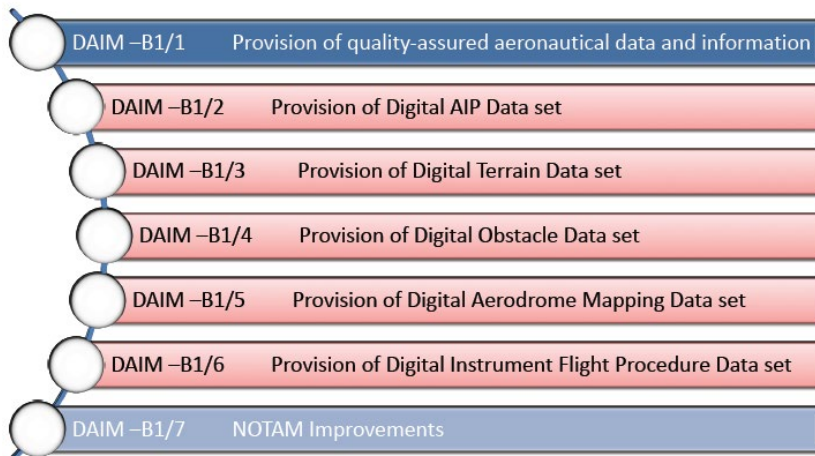 DAIM –B1/1 Provision of quality-assured aeronautical data and information
DAIM –B1/2 Provision of Digital AIP Data set
DAIM –B1/3 Provision of Digital Terrain Data set
DAIM –B1/4 Provision of Digital Obstacle Data set
DAIM –B1/5 Provision of Digital Aerodrome Mapping Data set
DAIM –B1/6 Provision of Digital Instrument Flight Procedure Data set
DAIM –B1/7 NOTAM Improvements